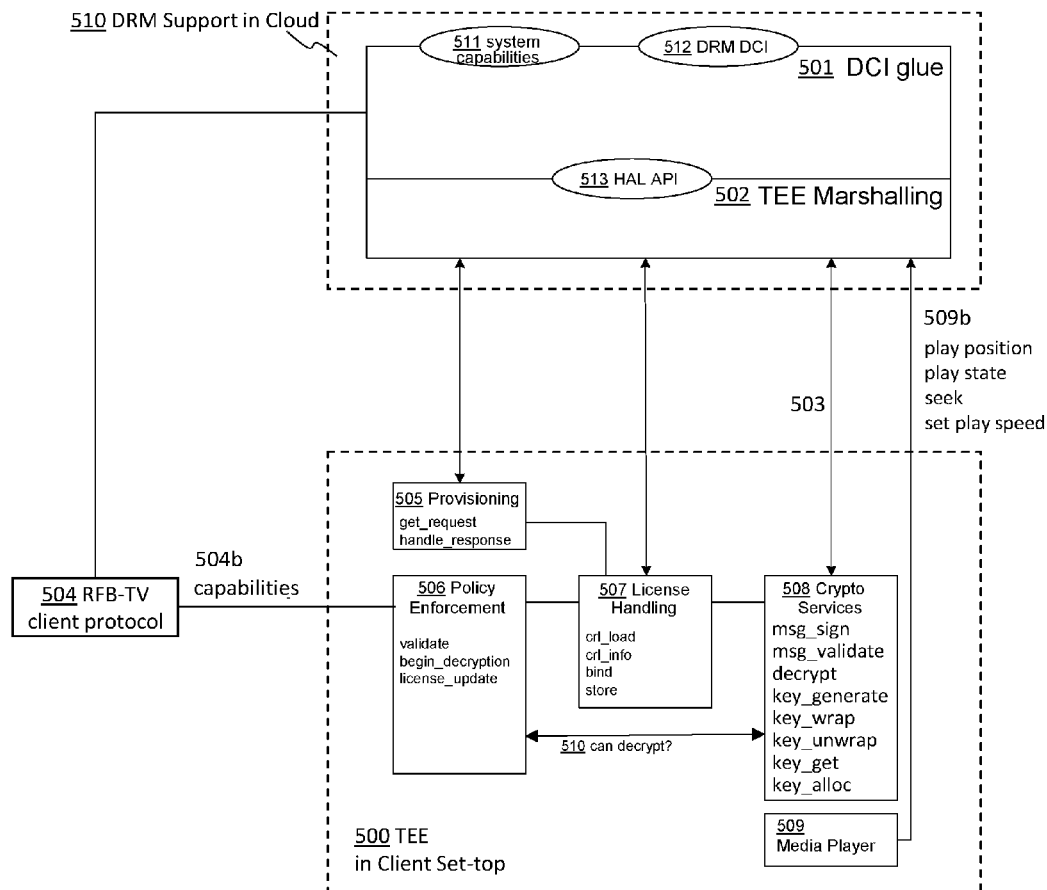 510 DRM Support in Cloud
511 system
capabilities
512 DRM DCI
501 DCI glue
513 HAL API
502 TEE Marshalling
509b
play position
play state
seek
set play speed
503
505 Provisioning
get_request
handle_response
504b
capabilities
504 RFB-TV
client protocol
506 Policy
Enforcement
validate
begin_decryption
license_update
507 License
Handling
crl_load
crl_info
bind
store
508 Crypto
Services
msg_sign
msg_validate
decrypt
key_generate
key_wrap
key_unwrap
key_get
key_alloc
510 can decrypt?
509
Media Player
500 TEE
in Client Set-top